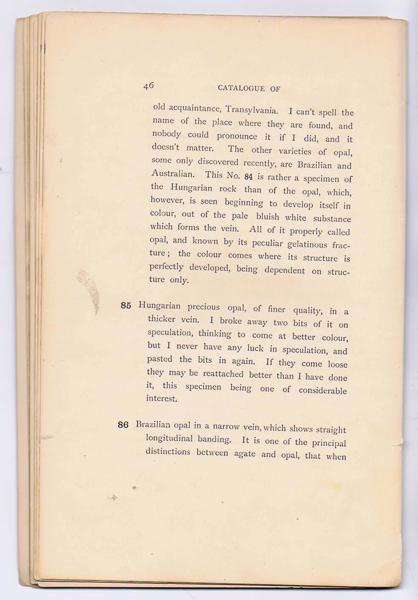 46 CATALOGUE OF
old acquaintance, Transylvania. I can't spell the
name of the place where they are found, and
nobody could pronounce it if I did, and it
doesn't matter. The other varieties of opal,
some only discovered recently, are Brazilian and
Australian. This No. 84 is rather a specimen of
the Hungarian rock than of the opal, which,
however, is seen beginning to develop itself in
colour, out of the pale bluish white substance
which forms the vein. All of it properly called
opal, and known by its peculiar gelatinous frac-
ture; the colour comes where its structure is
perfectly developed, being dependent on struc-
ture only.
85 Hungarian precious opal, of finer quality, in a
thicker vein. I broke away two bits of it on
speculation, thinking to come at better colour,
but I never have any luck in speculation, and
pasted the bits in again. If they come loose
they may be reattached better than I have done
it, this specimen being one of considerable
interest.
86 Brazilian opal in a narrow vein, which shows straight
longitudinal banding. It is one of the principal
distinctions between agate and opal, that when